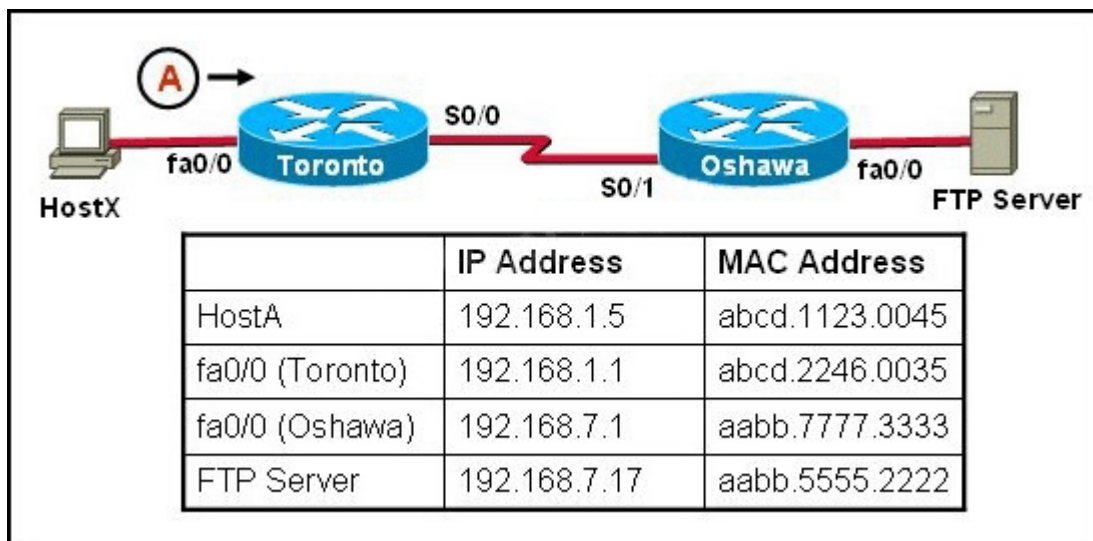 A
S0/0
fa0/0
Toronto
Oshawa
fa0/0
S0/1
HostX
FTP Server
IP Address MAC Address
HostA 192.168.1.5 abcd.1123.0045
fa0/0 (Toronto) 192.168.1.1 abcd.2246.0035
fa0/0 (Oshawa) 192.168.7.1 aabb.7777.3333
FTP Server 192.168.7.17 aabb.5555.2222